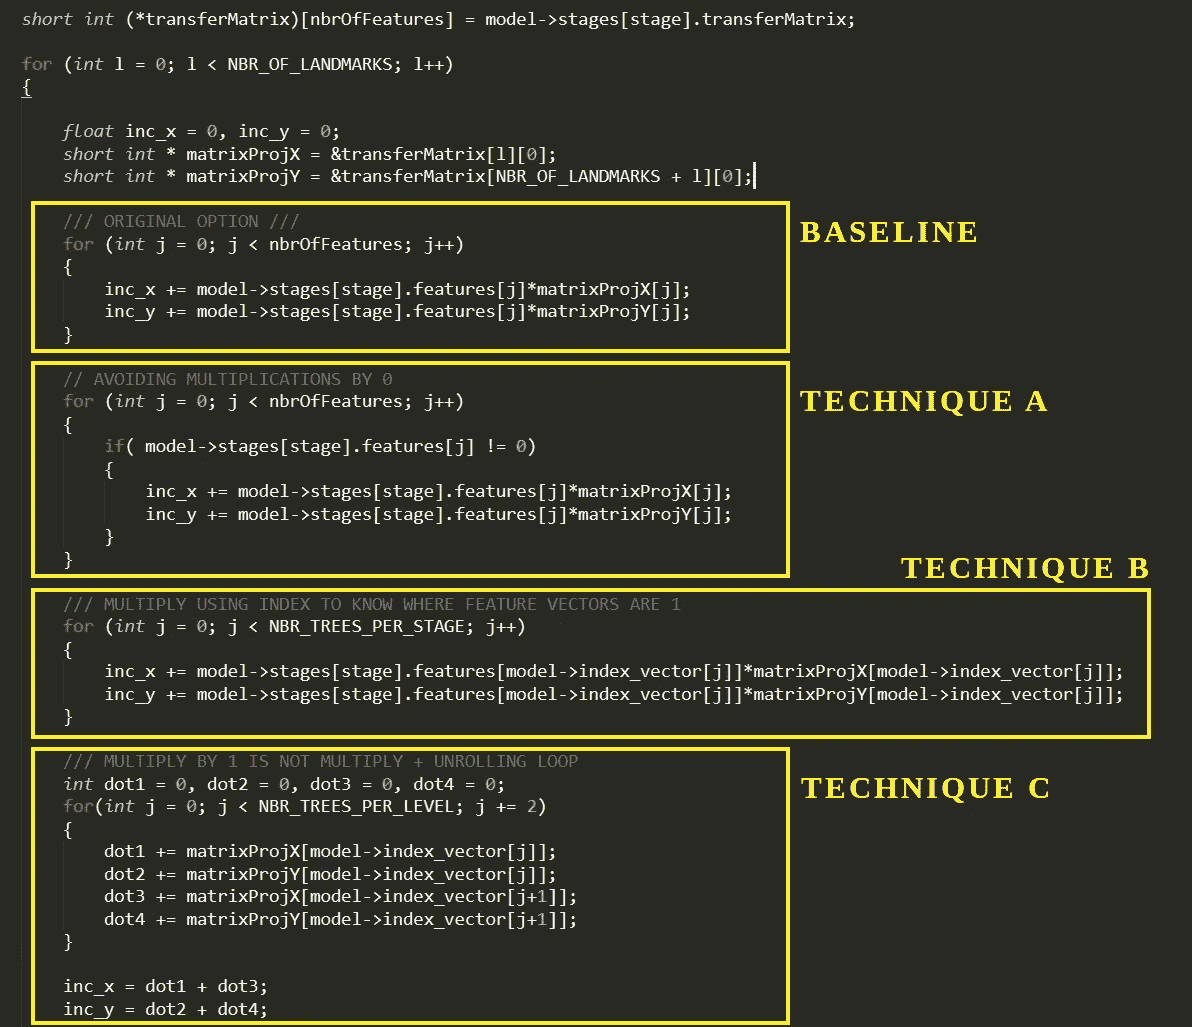 short int (*transferMatrix)[nbrOfFeatures] = model->stages[stage].transferMatrix;
for (int l = 0; l < NBR_OF_LANDMARKS; l++)
{
float inc_x = 0, inc_y = 0;
short int * matrixProjX = &transferMatrix[l][0];
short int * matrixProjY = &transferMatrix[NBR_OF_LANDMARKS + l][0];
/// ORIGINAL OPTION ///
BASELINE
for (int j = 0; j < nbrOfFeatures; j++)
{
inc_x += model->stages[stage].features[j]*matrixProjX[j];
inc_y += model->stages[stage].features[j]*matrixProjY[j];
}
// AVOIDING MULTIPLICATIONS BY 0
TECHNIQUE A
for (int j = 0; j < nbrOfFeatures; j++)
{
if( model->stages[stage].features[j] != 0)
{
inc_x += model->stages[stage].features[j]*matrixProjX[j];
inc_y += model->stages[stage].features[j]*matrixProjY[j];
}
}
TECHNIQUE B
/// MULTIPLY USING INDEX TO KNOW WHERE FEATURE VECTORS ARE 1
for (int j = 0; j < NBR_TREES_PER_STAGE; j++)
{
inc_x += model->stages[stage].features[model->index_vector[j]]*matrixProjX[model->index_vector[j]];
inc_y += model->stages[stage].features[model->index_vector[j]]*matrixProjY[model->index_vector[j]];
}
/// MULTIPLY BY 1 IS NOT MULTIPLY + UNROLLING LOOP
int dot1 = 0, dot2 = 0, dot3 = 0, dot4 = 0;
TECHNIQUE C
for(int j = 0; j < NBR_TREES_PER_LEVEL; j += 2)
{
dot1 += matrixProjX[model->index_vector[j]];
dot2 += matrixProjY[model->index_vector[j]];
dot3 += matrixProjX[model->index_vector[j+1]];
dot4 += matrixProjY[model->index_vector[j+1]];
}
inc_x = dot1 + dot3;
inc_y = dot2 + dot4;